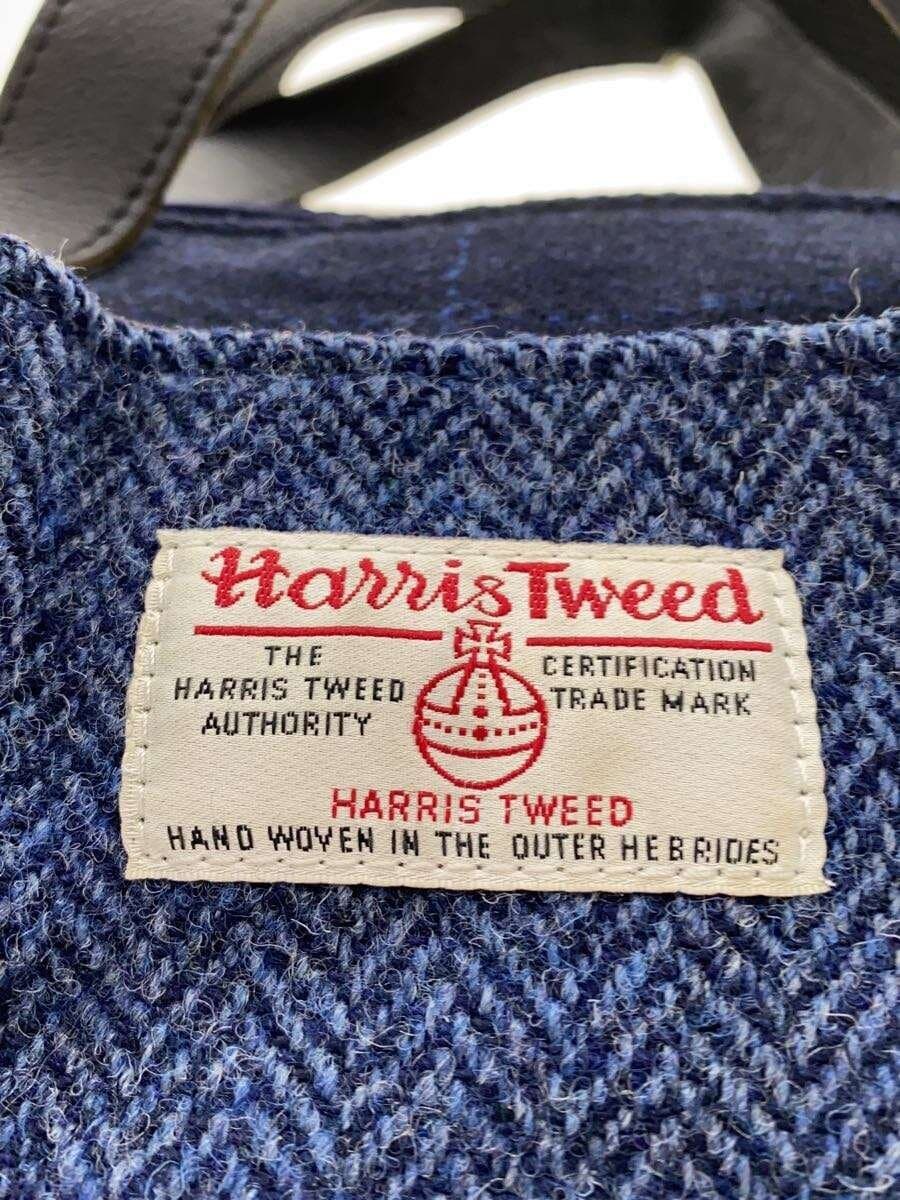 Harris Tweed
THE
HARRIS TWEED
AUTHORITY
CERTIFICATION
TRADE MARK
HARRIS TWEED
HAND WOVEN IN THE OUTER HEBRIDES